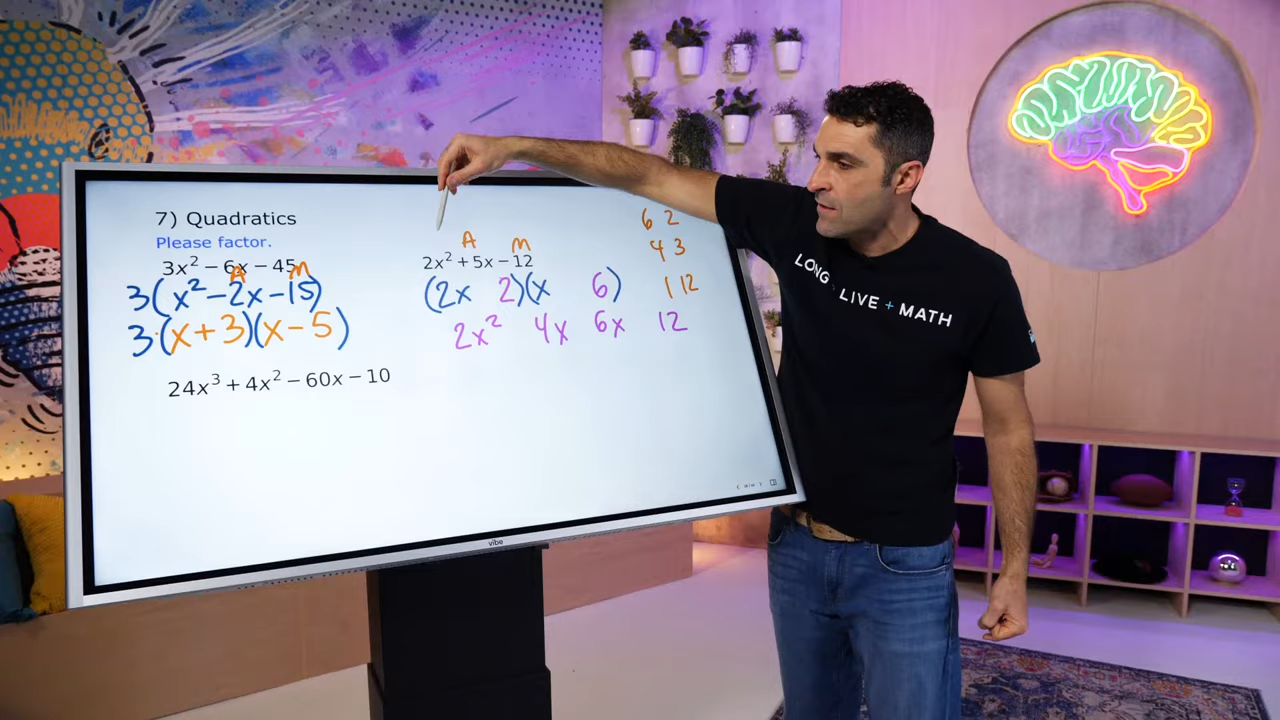 7) Quadratics
Please factor.
3x² − 6x − 45
A M
3(x² − 2x − 15)
3·(x + 3)(x − 5)
24x³ + 4x² − 60x − 10
A M
2x² + 5x − 12
(2x 2)(x 6)
2x² 4x 6x 12
6 2
4 3
1 12
vibe
LONG LIVE + MATH